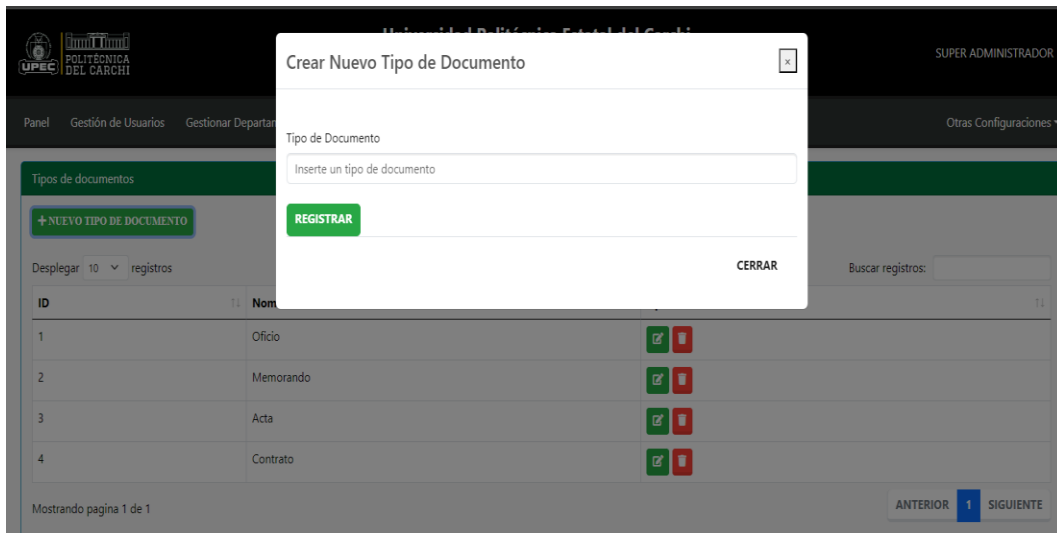 UPEC
POLITÉCNICA
DEL CARCHI
SUPER ADMINISTRADOR
Crear Nuevo Tipo de Documento
x
Panel Gestión de Usuarios Gestionar Otras Configuraciones
Tipo de Documento
Inserte un tipo de documento
REGISTRAR
CERRAR
Tipos de documentos
+ NUEVO TIPO DE DOCUMENTO
Desplegar 10 registros Buscar registros:
ID
1 Oficio
2 Memorando
3 Acta
4 Contrato
Mostrando pagina 1 de 1 ANTERIOR 1 SIGUIENTE